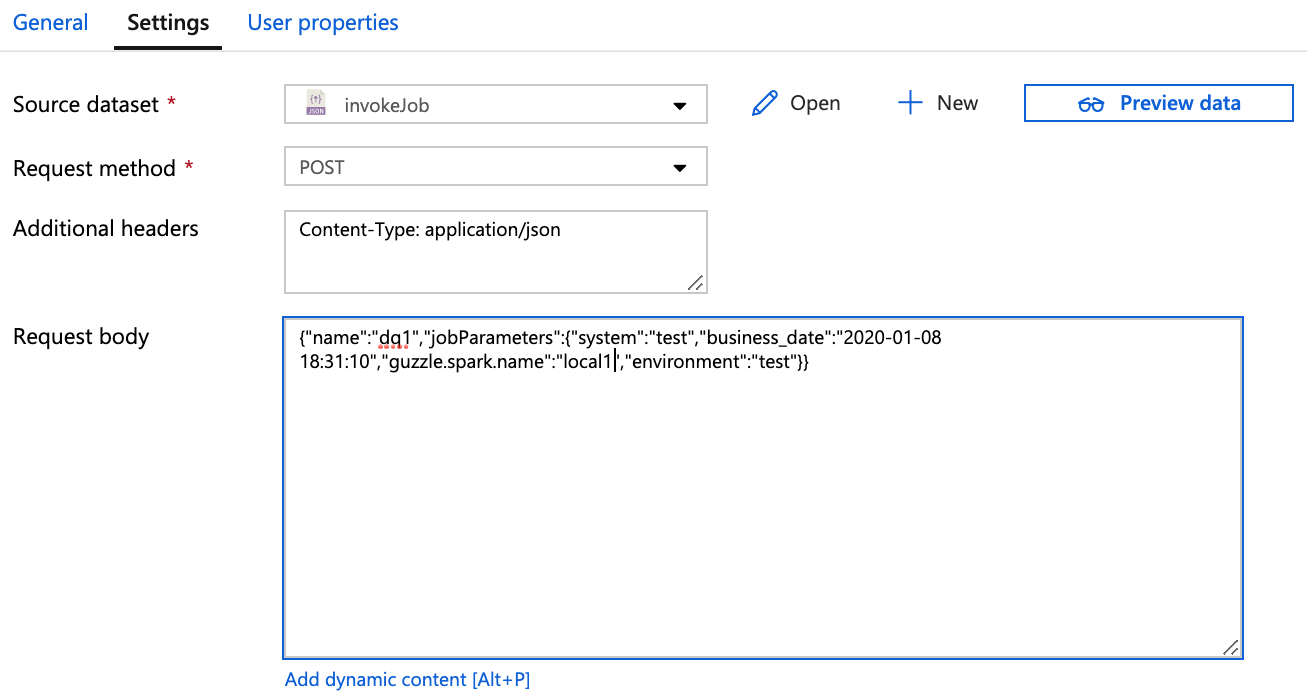 General Settings User properties
Source dataset * {*} JSON invokeJob Open New Preview data
Request method * POST
Additional headers Content-Type: application/json
Request body {"name":"dq1","jobParameters":{"system":"test","business_date":"2020-01-08
18:31:10","guzzle.spark.name":"local1","environment":"test"}}
Add dynamic content [Alt+P]